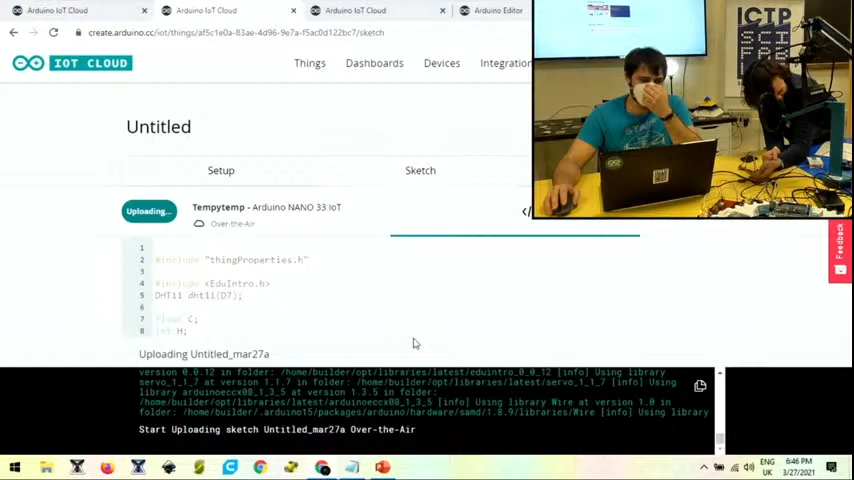 Arduino IoT Cloud
Arduino IoT Cloud
Arduino IoT Cloud
Arduino Editor
create.arduino.cc/iot/things/af5c1e0a-83ae-4d96-9e7a-f5ac0d122bc7/sketch
IOT CLOUD
Things
Dashboards
Devices
Integration
Untitled
Setup
Sketch
Uploading...
Tempytemp - Arduino NANO 33 IoT
Over-the-Air
</
1
2 #include "thingProperties.h"
3
4 #include <EduIntro.h>
5 DHT11 dht11(D7);
6
7 float C;
8 int H;
Uploading Untitled_mar27a
version 0.0.12 in folder: /home/builder/opt/libraries/latest/eduintro_0_0_12 [info] Using library
servo_1_1_7 at version 1.1.7 in folder: /home/builder/opt/libraries/latest/servo_1_1_7 [info] Using
library arduinoeccx08_1_3_5 at version 1.3.5 in folder:
/home/builder/opt/libraries/latest/arduinoeccx08_1_3_5 [info] Using library Wire at version 1.0 in
folder: /home/builder/.arduino15/packages/arduino/hardware/samd/1.8.9/libraries/Wire [info] Using library
Start Uploading sketch Untitled_mar27a Over-the-Air
Feedback
ICTP
SCI
FAB
ENG
UK
6:46 PM
3/27/2021